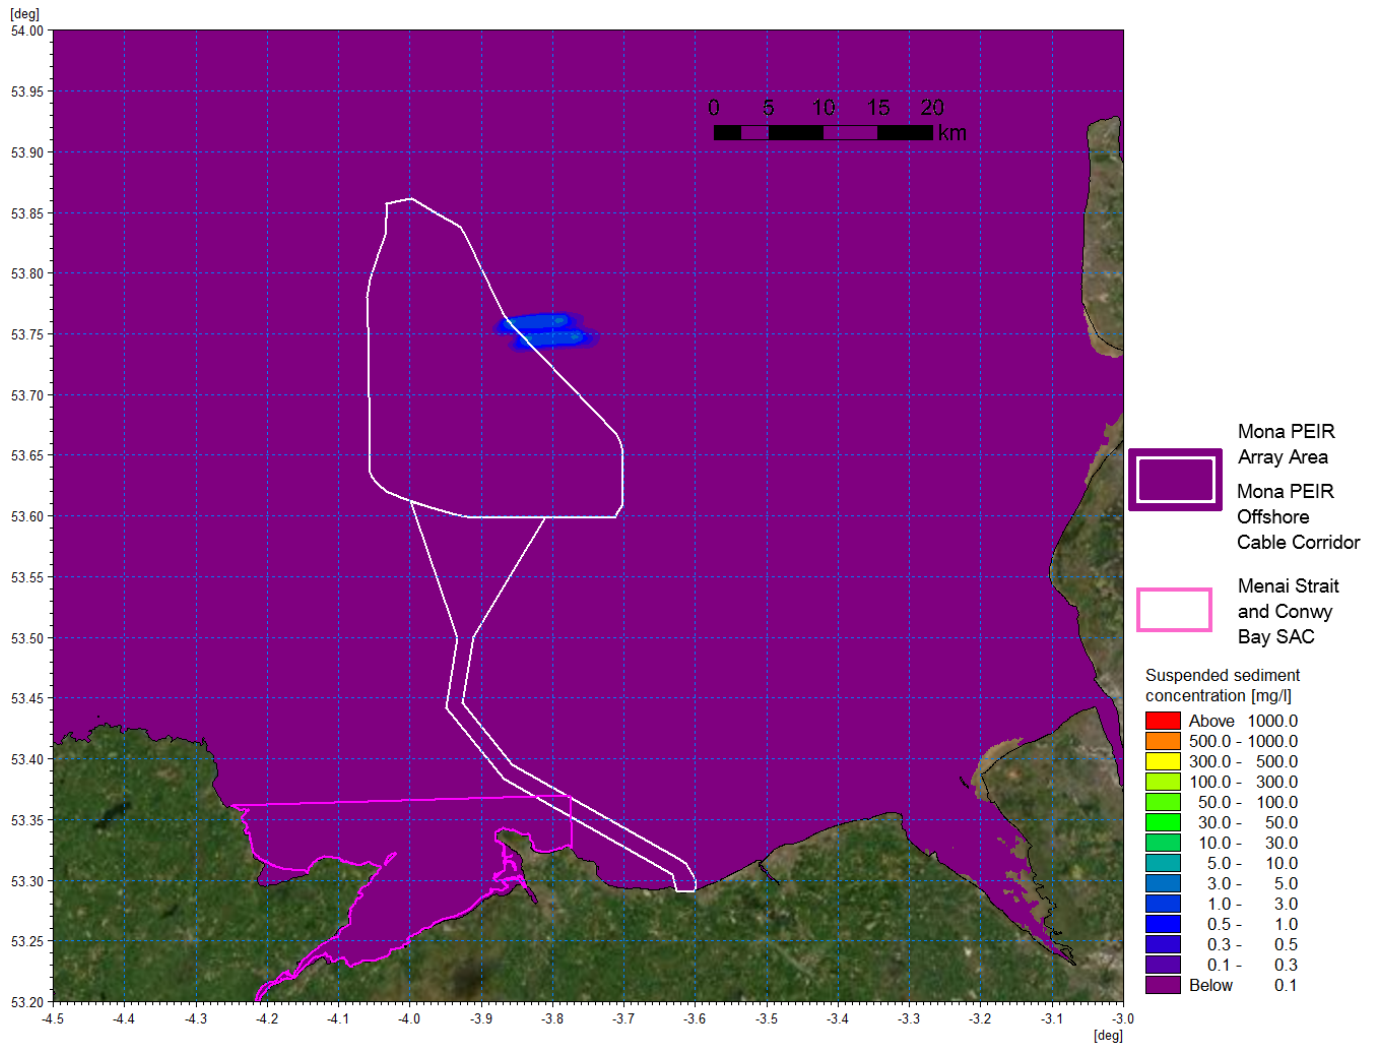 [deg]
54.00
53.95
53.90
53.85
53.80
53.75
53.70
53.65
53.60
53.55
53.50
53.45
53.40
53.35
53.30
53.25
53.20
0 5 10 15 20
km
-4.5 -4.4 -4.3 -4.2 -4.1 -4.0 -3.9 -3.8 -3.7 -3.6 -3.5 -3.4 -3.3 -3.2 -3.1 -3.0
[deg]
Mona PEIR
Array Area
Mona PEIR
Offshore
Cable Corridor
Menai Strait
and Conwy
Bay SAC
Suspended sediment
concentration [mg/l]
Above 1000.0
500.0 - 1000.0
300.0 - 500.0
100.0 - 300.0
50.0 - 100.0
30.0 - 50.0
10.0 - 30.0
5.0 - 10.0
3.0 - 5.0
1.0 - 3.0
0.5 - 1.0
0.3 - 0.5
0.1 - 0.3
Below 0.1